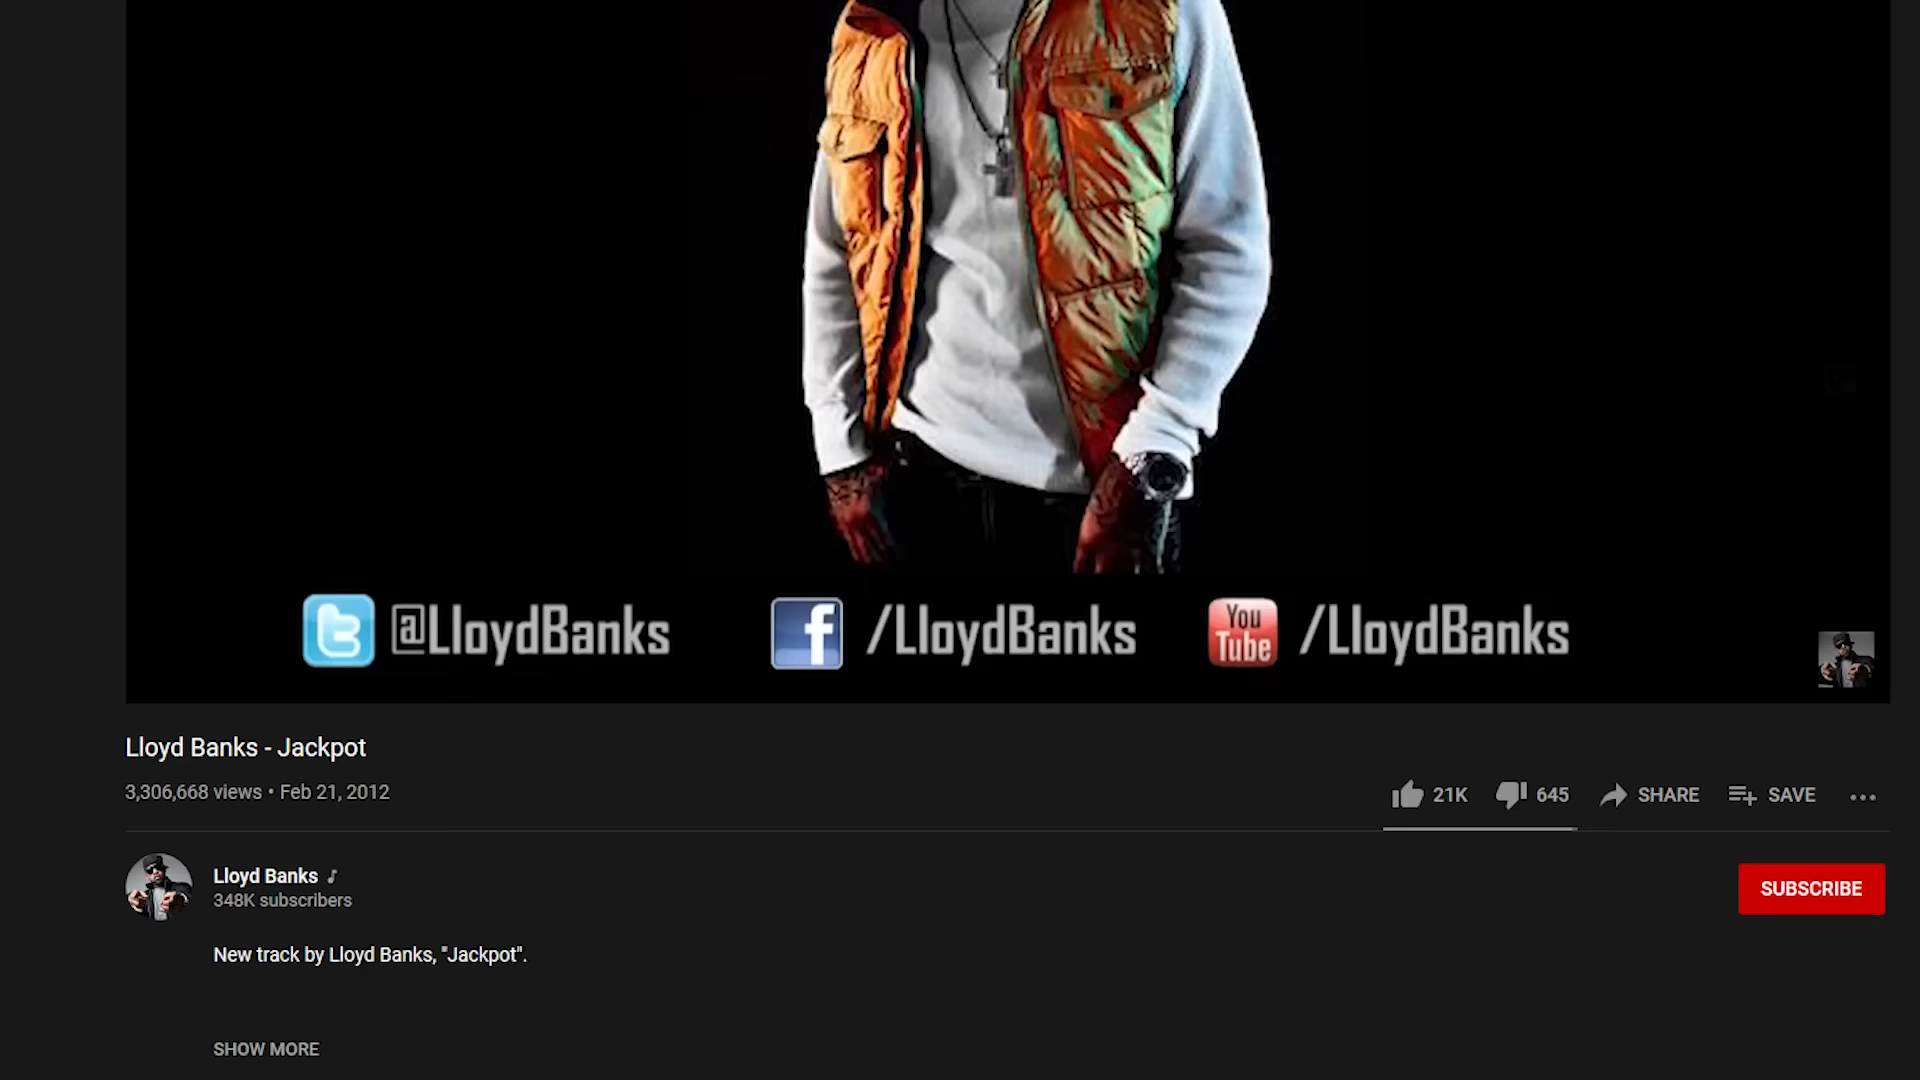 @LloydBanks /LloydBanks You Tube /LloydBanks
Lloyd Banks - Jackpot
3,306,668 views • Feb 21, 2012
21K 645 SHARE SAVE
Lloyd Banks
348K subscribers
SUBSCRIBE
New track by Lloyd Banks, "Jackpot".
SHOW MORE